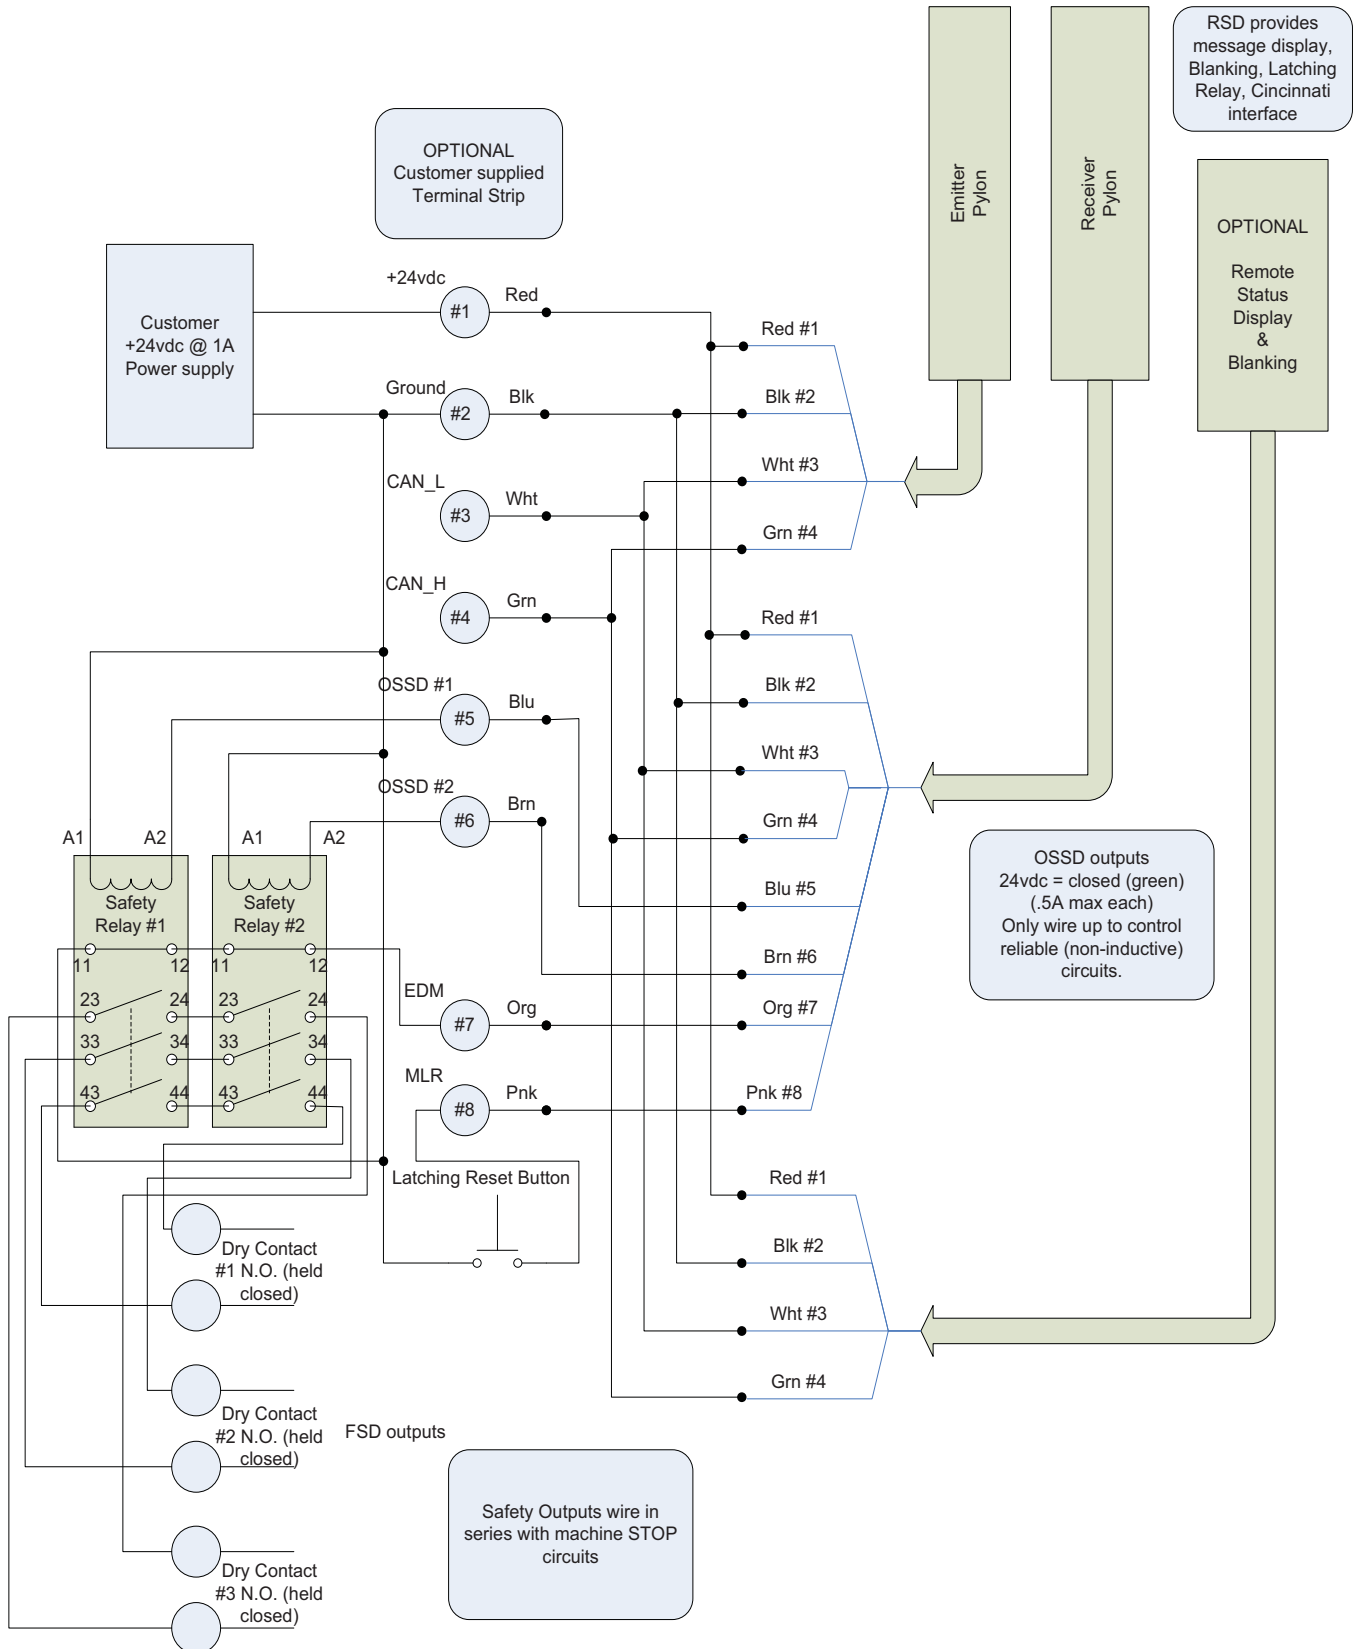 RSD provides
message display,
Blanking, Latching
Relay, Cincinnati
interface
Emitter
Pylon
Receiver
Pylon
OPTIONAL
Customer supplied
Terminal Strip
OPTIONAL
Remote
Status
Display
&
Blanking
Customer
+24vdc @ 1A
Power supply
+24vdc
#1
Red
Ground
#2
Blk
CAN_L
#3
Wht
CAN_H
#4
Grn
OSSD #1
#5
Blu
OSSD #2
#6
Brn
EDM
#7
Org
MLR
#8
Pnk
Latching Reset Button
Red #1
Blk #2
Wht #3
Grn #4
Red #1
Blk #2
Wht #3
Grn #4
Blu #5
Brn #6
Org #7
Pnk #8
Red #1
Blk #2
Wht #3
Grn #4
OSSD outputs
24vdc = closed (green)
(.5A max each)
Only wire up to control
reliable (non-inductive)
circuits.
A1
A2
Safety
Relay #1
11
12
23
24
33
34
43
44
A1
A2
Safety
Relay #2
11
12
23
24
33
34
43
44
Dry Contact
#1 N.O. (held
closed)
Dry Contact
#2 N.O. (held
closed)
Dry Contact
#3 N.O. (held
closed)
FSD outputs
Safety Outputs wire in
series with machine STOP
circuits